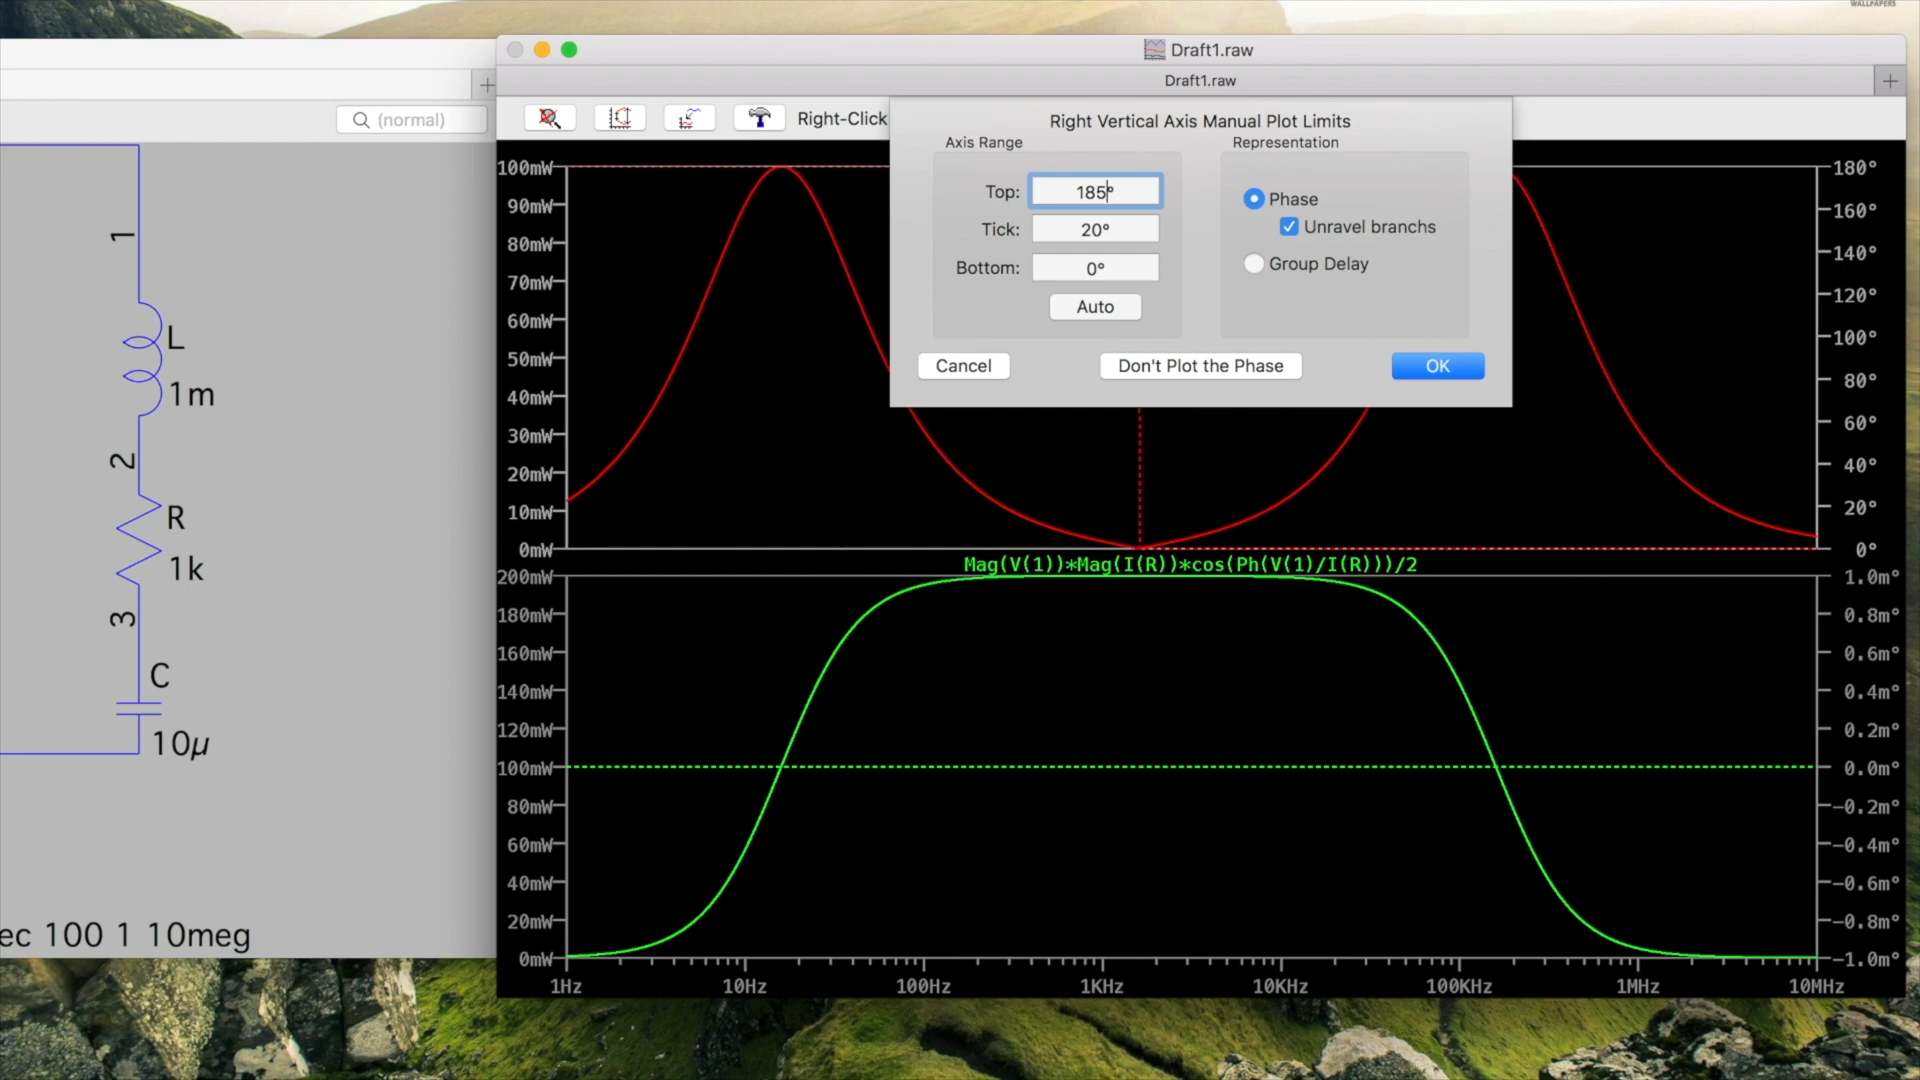 WALLPAPERS
Draft1.raw
Draft1.raw
(normal)
Right-Click
Right Vertical Axis Manual Plot Limits
Axis Range
Representation
Top: 185°
Tick: 20°
Bottom: 0°
Auto
Phase
Unravel branchs
Group Delay
Cancel
Don't Plot the Phase
OK
1
L
1m
2
R
1k
3
C
10µ
ec 100 1 10meg
100mW
90mW
80mW
70mW
60mW
50mW
40mW
30mW
20mW
10mW
0mW
180°
160°
140°
120°
100°
80°
60°
40°
20°
0°
Mag(V(1))*Mag(I(R))*cos(Ph(V(1)/I(R)))/2
200mW
180mW
160mW
140mW
120mW
100mW
80mW
60mW
40mW
20mW
0mW
1.0m°
0.8m°
0.6m°
0.4m°
0.2m°
0.0m°
-0.2m°
-0.4m°
-0.6m°
-0.8m°
-1.0m°
1Hz 10Hz 100Hz 1KHz 10KHz 100KHz 1MHz 10MHz